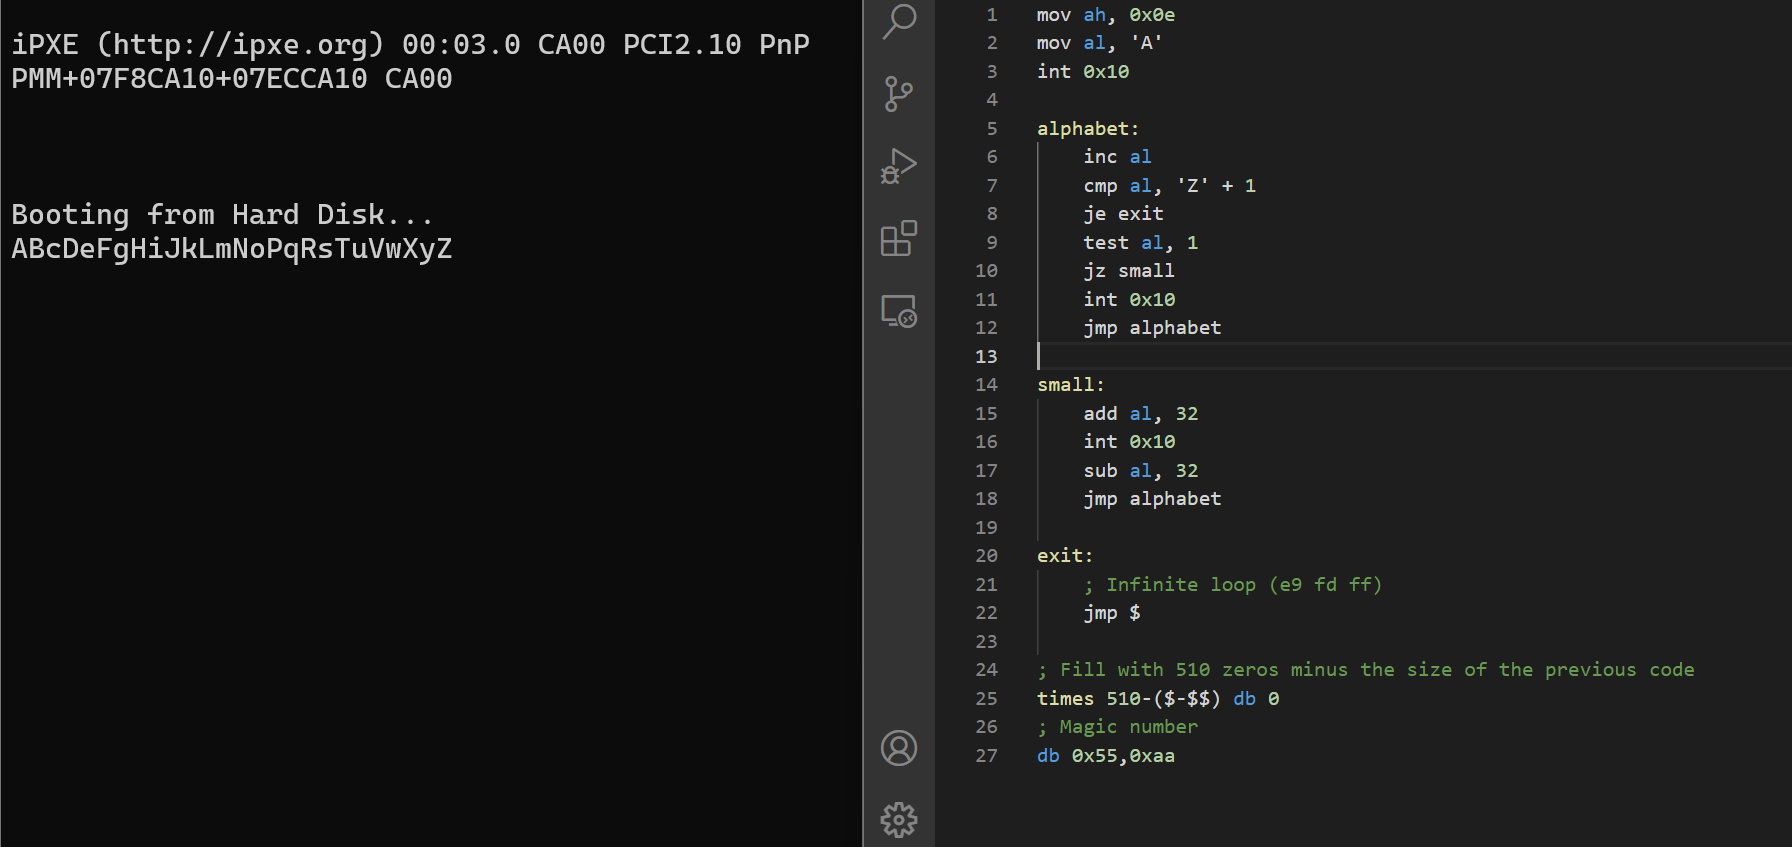 iPXE (http://ipxe.org) 00:03.0 CA00 PCI2.10 PnP
PMM+07F8CA10+07ECCA10 CA00
Booting from Hard Disk...
ABcDeFgHiJkLmNoPqRsTuVwXyZ
1 mov ah, 0x0e
2 mov al, 'A'
3 int 0x10
4
5 alphabet:
6 inc al
7 cmp al, 'Z' + 1
8 je exit
9 test al, 1
10 jz small
11 int 0x10
12 jmp alphabet
13
14 small:
15 add al, 32
16 int 0x10
17 sub al, 32
18 jmp alphabet
19
20 exit:
21 ; Infinite loop (e9 fd ff)
22 jmp $
23
24 ; Fill with 510 zeros minus the size of the previous code
25 times 510-($-$$) db 0
26 ; Magic number
27 db 0x55,0xaa